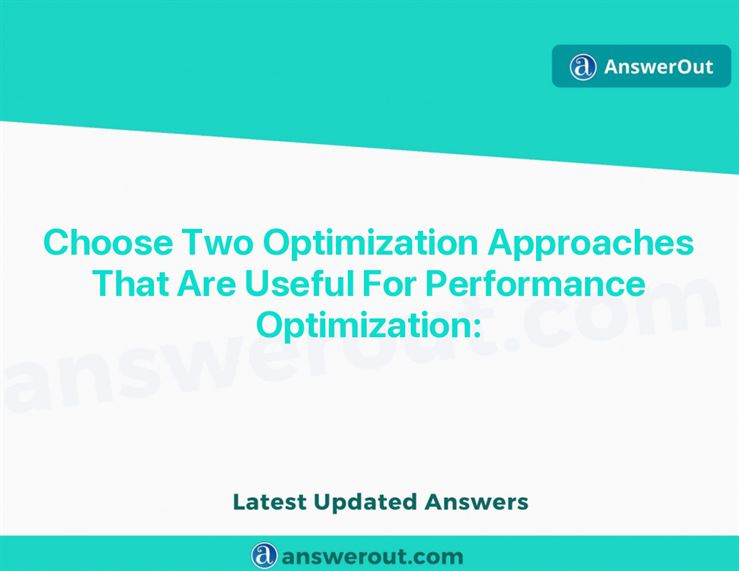 AnswerOut
Choose Two Optimization Approaches
That Are Useful For Performance
Optimization:
answerout.com
Latest Updated Answers
answerout.com